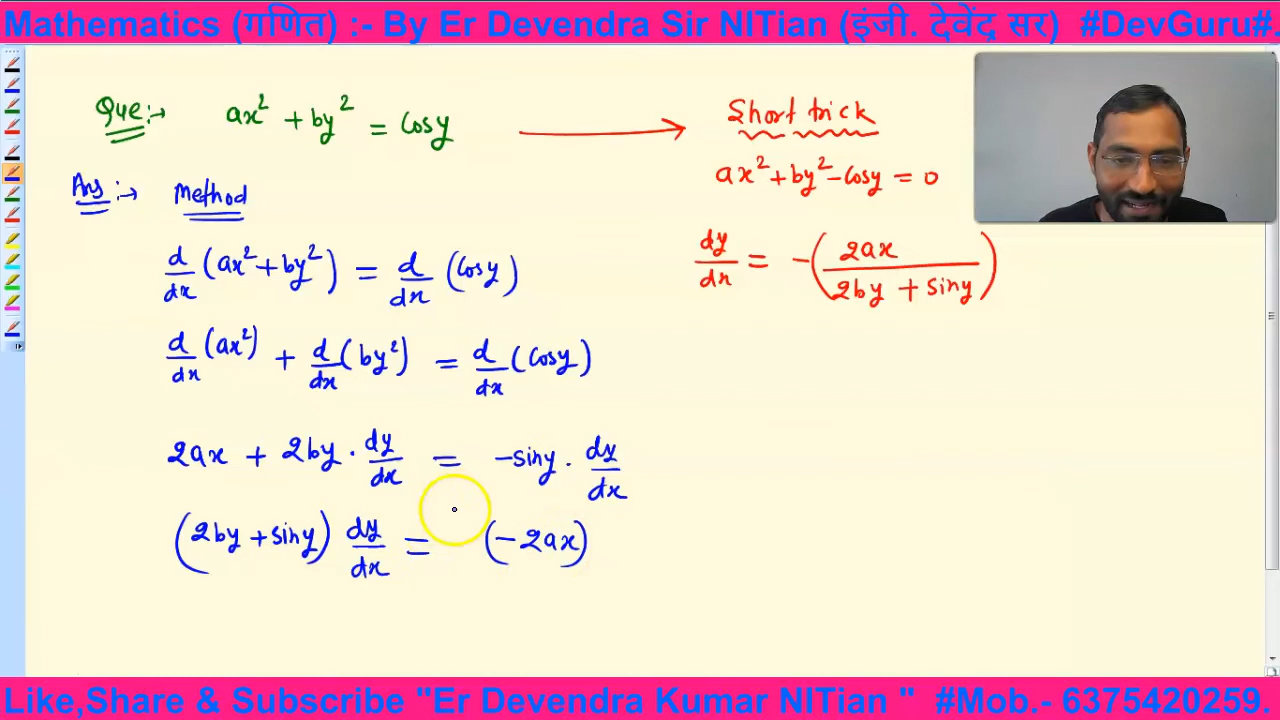 Mathematics (गणित) :- By Er Devendra Sir NITian (इंजी. देवेंद्र सर) #DevGuru#.
Que:→ ax² + by² = cosy
Ans:→ Method
d/dx (ax² + by²) = d/dx (cosy)
d/dx (ax²) + d/dx (by²) = d/dx (cosy)
2ax + 2by · dy/dx = -siny · dy/dx
(2by + siny) dy/dx = (-2ax)
Short trick
ax² + by² - cosy = 0
dy/dx = -(2ax / 2by + siny)
Like,Share & Subscribe "Er Devendra Kumar NITian " #Mob.- 6375420259.